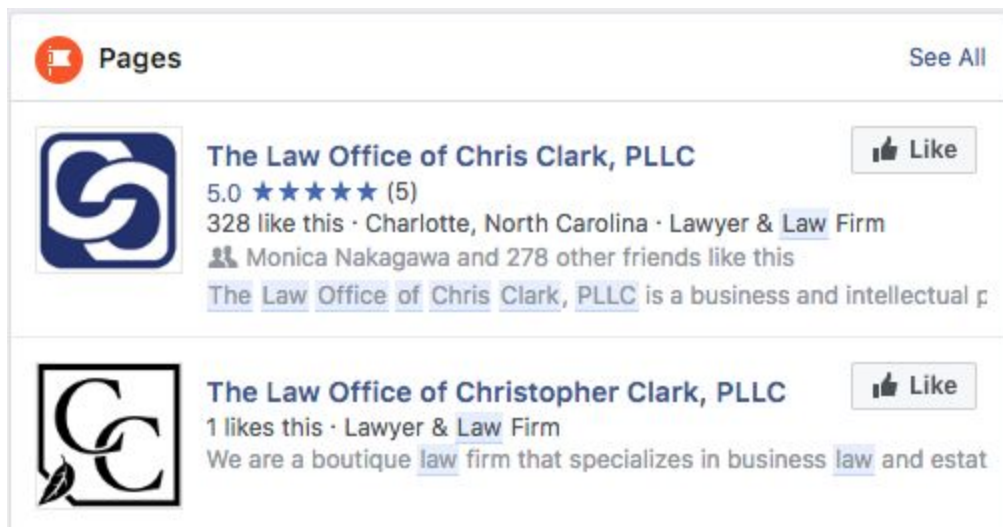 Pages
See All
The Law Office of Chris Clark, PLLC
Like
5.0 ★★★★★ (5)
328 like this · Charlotte, North Carolina · Lawyer & Law Firm
Monica Nakagawa and 278 other friends like this
The Law Office of Chris Clark, PLLC is a business and intellectual p
CC
The Law Office of Christopher Clark, PLLC
Like
1 likes this · Lawyer & Law Firm
We are a boutique law firm that specializes in business law and estat